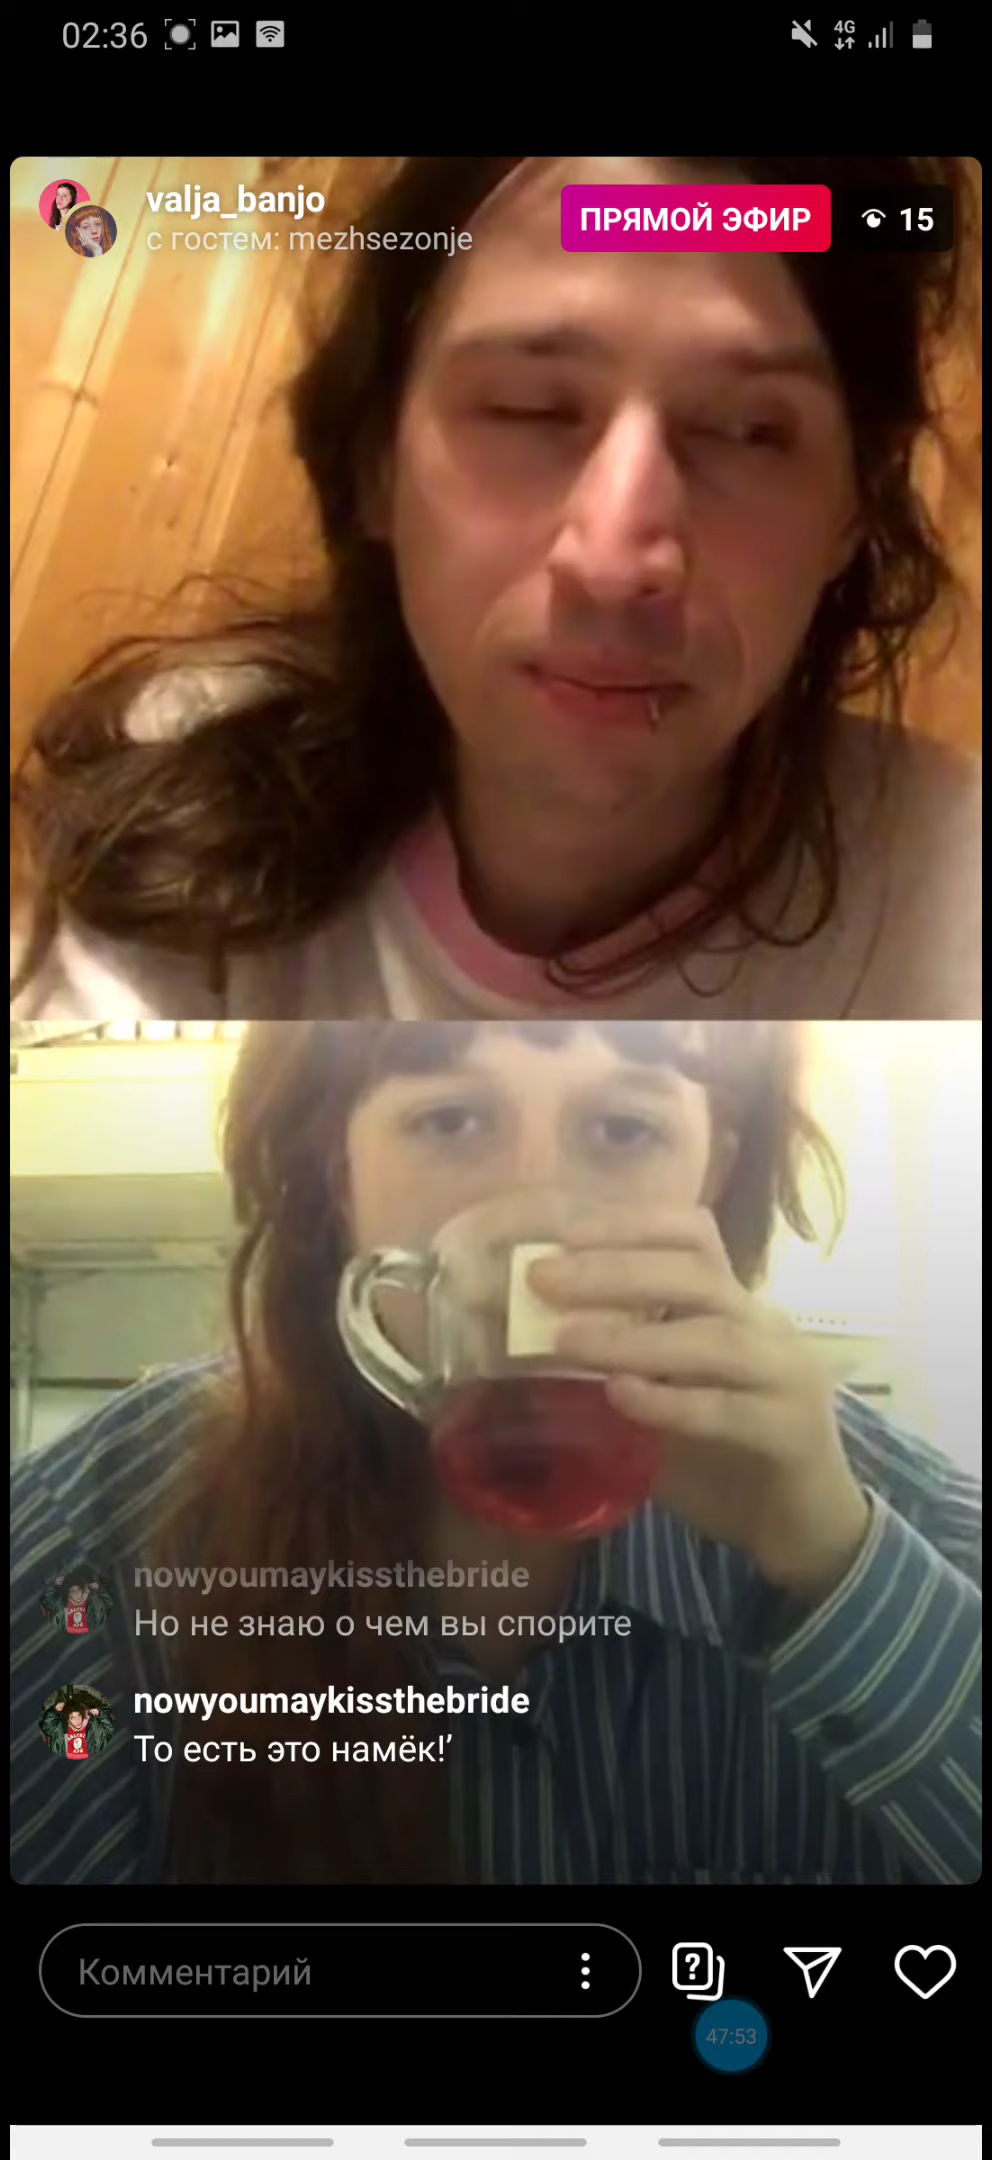 02:36
4G
valja_banjo
с гостем: mezhsezonje
ПРЯМОЙ ЭФИР
15
nowyoumaykissthebride
Но не знаю о чем вы спорите
nowyoumaykissthebride
То есть это намёк!’
Комментарий
47:53